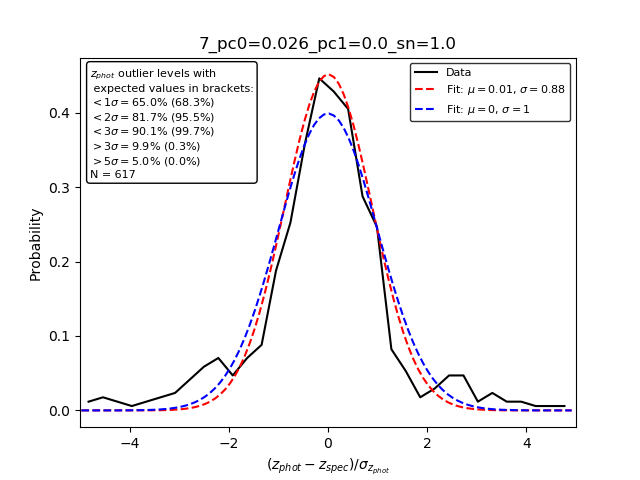 7_pc0=0.026_pc1=0.0_sn=1.0
z_phot outlier levels with
expected values in brackets:
<1σ=65.0% (68.3%)
<2σ=81.7% (95.5%)
<3σ=90.1% (99.7%)
>3σ=9.9% (0.3%)
>5σ=5.0% (0.0%)
N = 617
Data
Fit: μ=0.01, σ=0.88
Fit: μ=0, σ=1
Probability
0.4
0.3
0.2
0.1
0.0
−4 −2 0 2 4
(z_phot − z_spec)/σ_z_phot